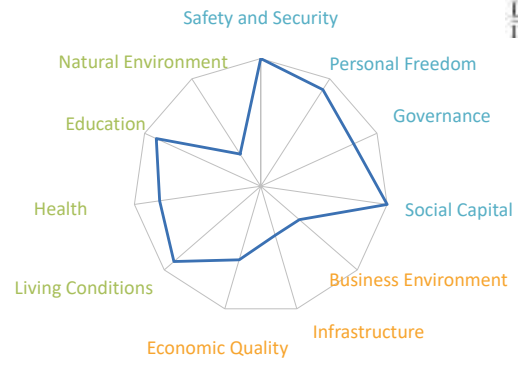 Safety and Security
Natural Environment
Personal Freedom
Education
Governance
Health
Social Capital
Living Conditions
Business Environment
Infrastructure
Economic Quality